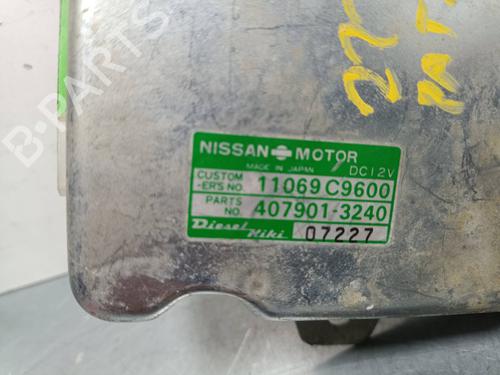 B-PARTS
NISSAN MOTOR
MADE IN JAPAN DC12V
CUSTOM -ER'S NO. 11069 C9600
PARTS NO. 407901-3240
Diesel Kiki 07227